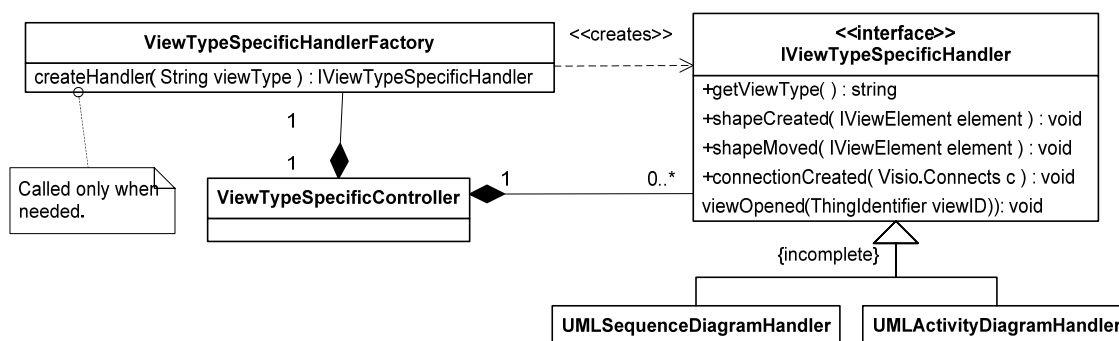 ViewTypeSpecificHandlerFactory
createHandler( String viewType ) : IViewTypeSpecificHandler
<<creates>>
<<interface>>
IViewTypeSpecificHandler
+getViewType( ) : string
+shapeCreated( IViewElement element ) : void
+shapeMoved( IViewElement element ) : void
+connectionCreated( Visio.Connects c ) : void
viewOpened(ThingIdentifier viewID)): void
1
1
Called only when
needed.
ViewTypeSpecificController
1
0..*
{incomplete}
UMLSequenceDiagramHandler
UMLActivityDiagramHandler